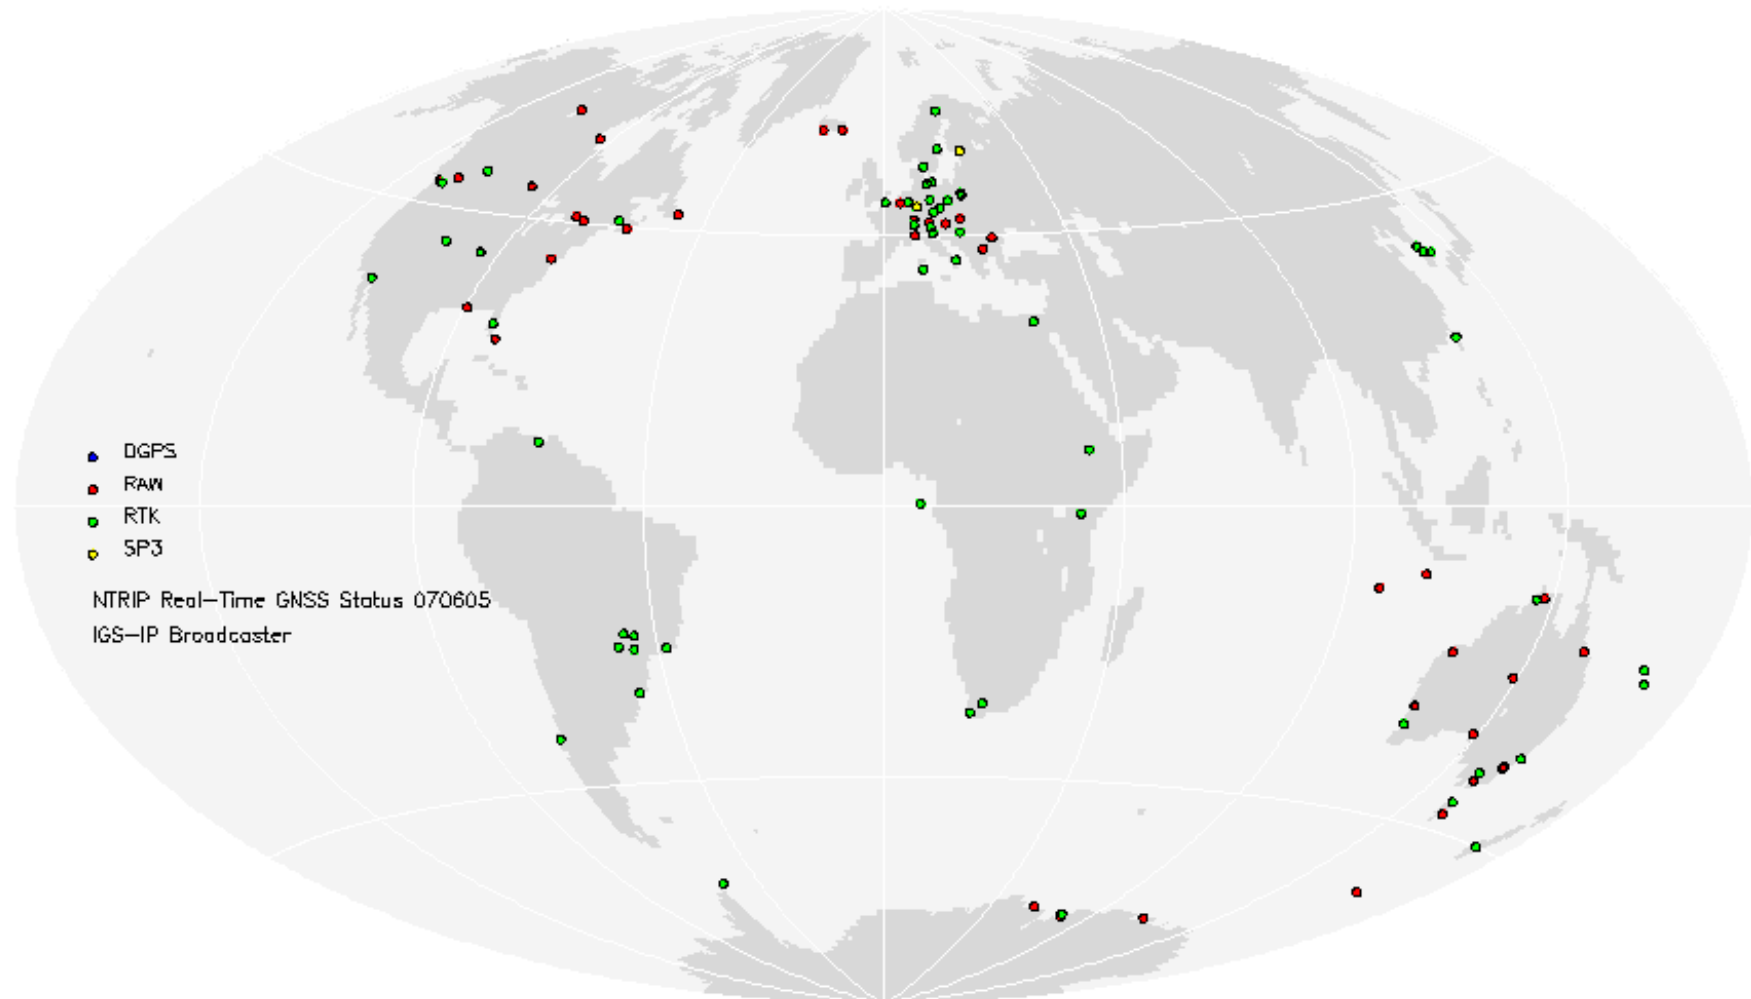 DGPS
RAW
RTK
SP3
NTRIP Real-Time GNSS Status 070605
IGS-IP Broadcaster